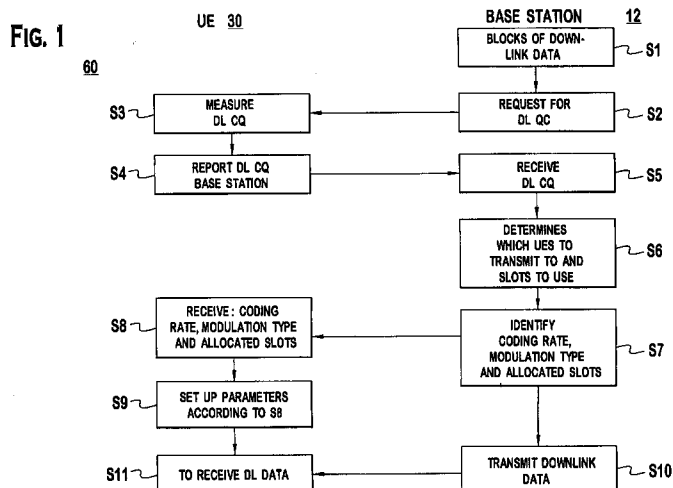 FIG. 1
UE 30
BASE STATION 12
60
BLOCKS OF DOWN-
LINK DATA
S1
S3
MEASURE
DL CQ
REQUEST FOR
DL QC
S2
S4
REPORT DL CQ
BASE STATION
RECEIVE
DL CQ
S5
DETERMINES
WHICH UES TO
TRANSMIT TO AND
SLOTS TO USE
S6
S8
RECEIVE: CODING
RATE, MODULATION TYPE
AND ALLOCATED SLOTS
IDENTIFY
CODING RATE,
MODULATION TYPE
AND ALLOCATED SLOTS
S7
S9
SET UP PARAMETERS
ACCORDING TO S8
S11
TO RECEIVE DL DATA
TRANSMIT DOWNLINK
DATA
S10